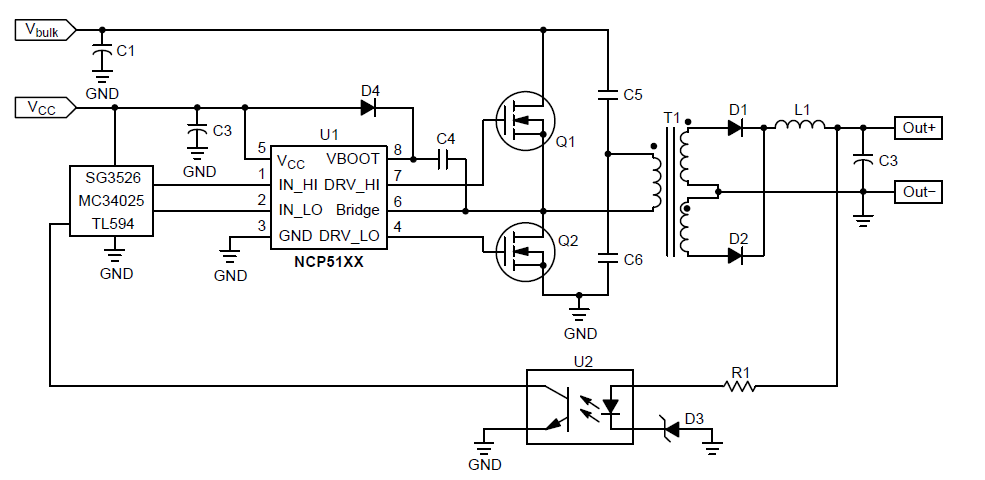 Vbulk
C1
GND
VCC
D4
C3
GND
U1
C4
5
VCC
VBOOT
8
1
IN_HI
DRV_HI
7
2
IN_LO
Bridge
6
3
GND
DRV_LO
4
NCP51XX
SG3526
MC34025
TL594
GND
GND
Q1
Q2
C5
C6
GND
T1
D1
L1
Out+
C3
Out−
D2
U2
R1
D3
GND